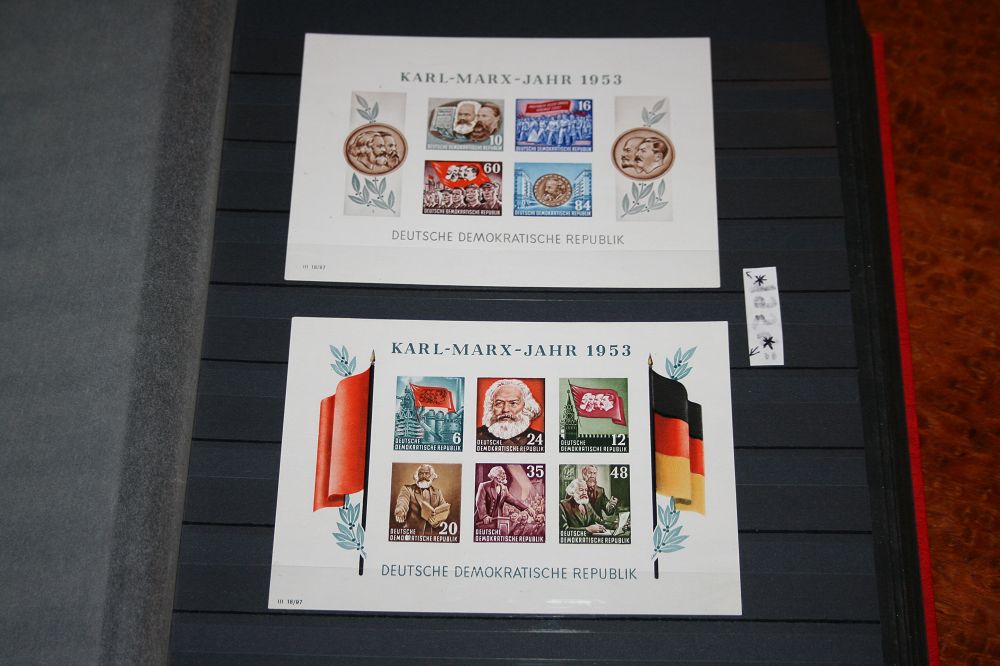 KARL-MARX-JAHR 1953
10
DEUTSCHE DEMOKRATISCHE REPUBLIK
16
DEUTSCHE DEMOKRATISCHE REPUBLIK
60
DEUTSCHE DEMOKRATISCHE REPUBLIK
84
DEUTSCHE DEMOKRATISCHE REPUBLIK
DEUTSCHE DEMOKRATISCHE REPUBLIK
III 18/97
KARL-MARX-JAHR 1953
6
DEUTSCHE
DEMOKRATISCHE
REPUBLIK
24
DEUTSCHE
DEMOKRATISCHE
REPUBLIK
12
DEUTSCHE
DEMOKRATISCHE
REPUBLIK
20
DEUTSCHE
DEMOKRATISCHE REPUBLIK
35
DEUTSCHE
DEMOKRATISCHE
REPUBLIK
48
DEUTSCHE
DEMOKRATISCHE
REPUBLIK
DEUTSCHE DEMOKRATISCHE REPUBLIK
III 18/97